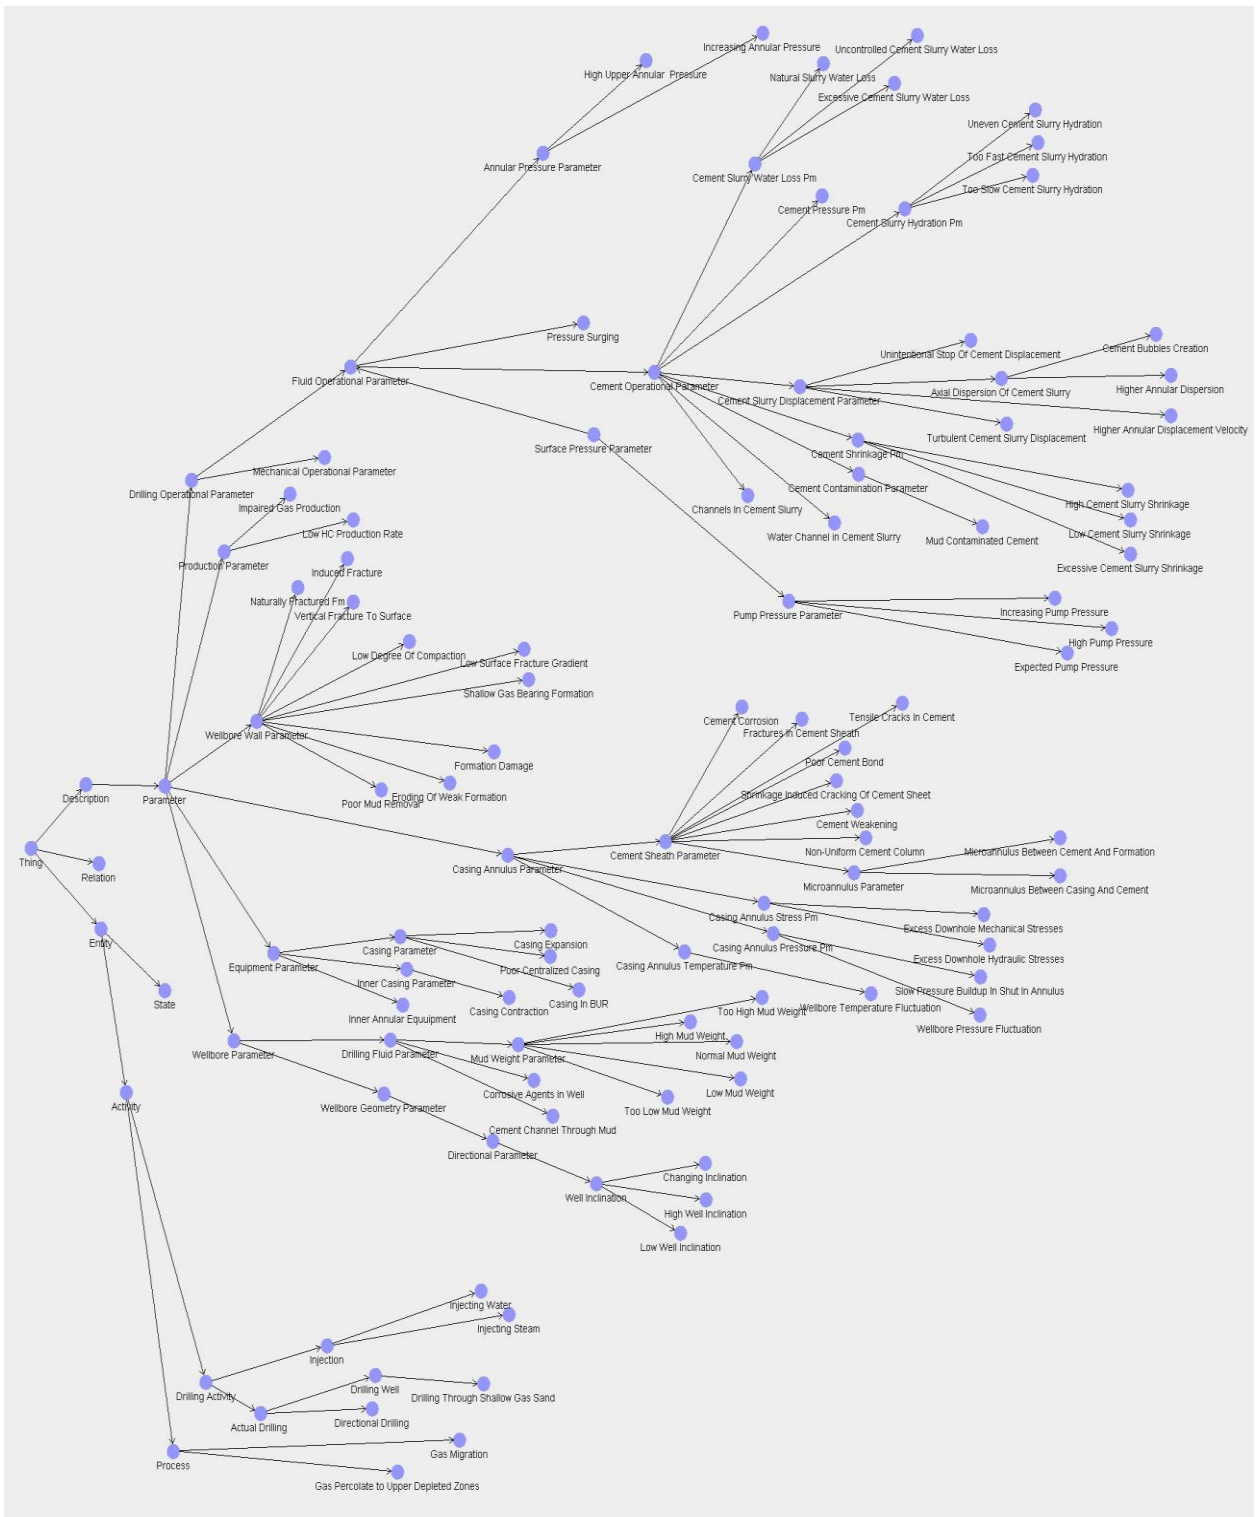 Increasing Annular Pressure
Uncontrolled Cement Slurry Water Loss
High Upper Annular Pressure
Natural Slurry Water Loss
Excessive Cement Slurry Water Loss
Uneven Cement Slurry Hydration
Too Fast Cement Slurry Hydration
Annular Pressure Parameter
Cement Slurry Water Loss Pm
Too Slow Cement Slurry Hydration
Cement Pressure Pm
Cement Slurry Hydration Pm
Pressure Surging
Unintentional Stop Of Cement Displacement
Cement Bubbles Creation
Fluid Operational Parameter
Cement Operational Parameter
Cement Slurry Displacement Parameter
Axial Dispersion Of Cement Slurry
Higher Annular Dispersion
Higher Annular Displacement Velocity
Turbulent Cement Slurry Displacement
Surface Pressure Parameter
Cement Shrinkage Pm
Mechanical Operational Parameter
Drilling Operational Parameter
Cement Contamination Parameter
Impaired Gas Production
Channels In Cement Slurry
High Cement Slurry Shrinkage
Low HC Production Rate
Water Channel in Cement Slurry
Mud Contaminated Cement
Low Cement Slurry Shrinkage
Production Parameter
Induced Fracture
Excessive Cement Slurry Shrinkage
Naturally Fractured Fm
Vertical Fracture To Surface
Pump Pressure Parameter
Increasing Pump Pressure
High Pump Pressure
Low Degree Of Compaction
Low Surface Fracture Gradient
Expected Pump Pressure
Shallow Gas Bearing Formation
Wellbore Wall Parameter
Cement Corrosion
Tensile Cracks In Cement
Fractures In Cement Sheath
Formation Damage
Poor Cement Bond
Description
Parameter
Poor Mud Removal
Eroding Of Weak Formation
Shrinkage Induced Cracking Of Cement Sheet
Cement Weakening
Thing
Relation
Casing Annulus Parameter
Cement Sheath Parameter
Non-Uniform Cement Column
Microannulus Between Cement And Formation
Microannulus Parameter
Microannulus Between Casing And Cement
Casing Annulus Stress Pm
Excess Downhole Mechanical Stresses
Entity
Casing Parameter
Casing Expansion
Casing Annulus Pressure Pm
Excess Downhole Hydraulic Stresses
Equipment Parameter
Poor Centralized Casing
Casing Annulus Temperature Pm
Inner Casing Parameter
Casing In BUR
Slow Pressure Buildup In Shut In Annulus
State
Inner Annular Equipment
Casing Contraction
Too High Mud Weight
Wellbore Temperature Fluctuation
Wellbore Pressure Fluctuation
Wellbore Parameter
Drilling Fluid Parameter
Mud Weight Parameter
High Mud Weight
Normal Mud Weight
Corrosive Agents In Well
Low Mud Weight
Activity
Wellbore Geometry Parameter
Too Low Mud Weight
Cement Channel Through Mud
Directional Parameter
Changing Inclination
Well Inclination
High Well Inclination
Low Well Inclination
Injecting Water
Injecting Steam
Injection
Drilling Activity
Drilling Well
Drilling Through Shallow Gas Sand
Actual Drilling
Directional Drilling
Process
Gas Migration
Gas Percolate to Upper Depleted Zones